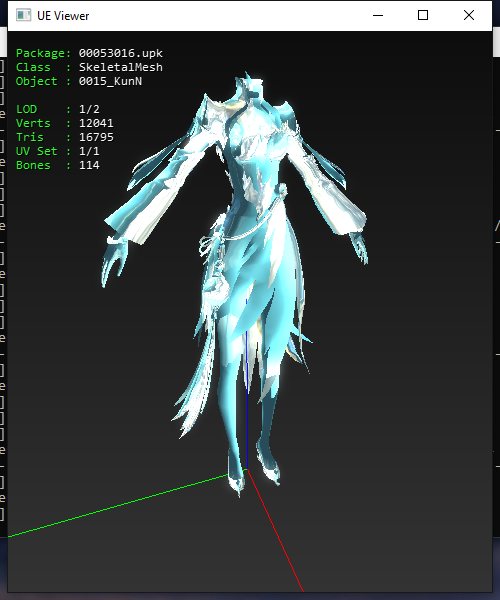 UE Viewer
Package: 00053016.upk
Class  : SkeletalMesh
Object : 0015_KunN
LOD    : 1/2
Verts  : 12041
Tris   : 16795
UV Set : 1/1
Bones  : 114